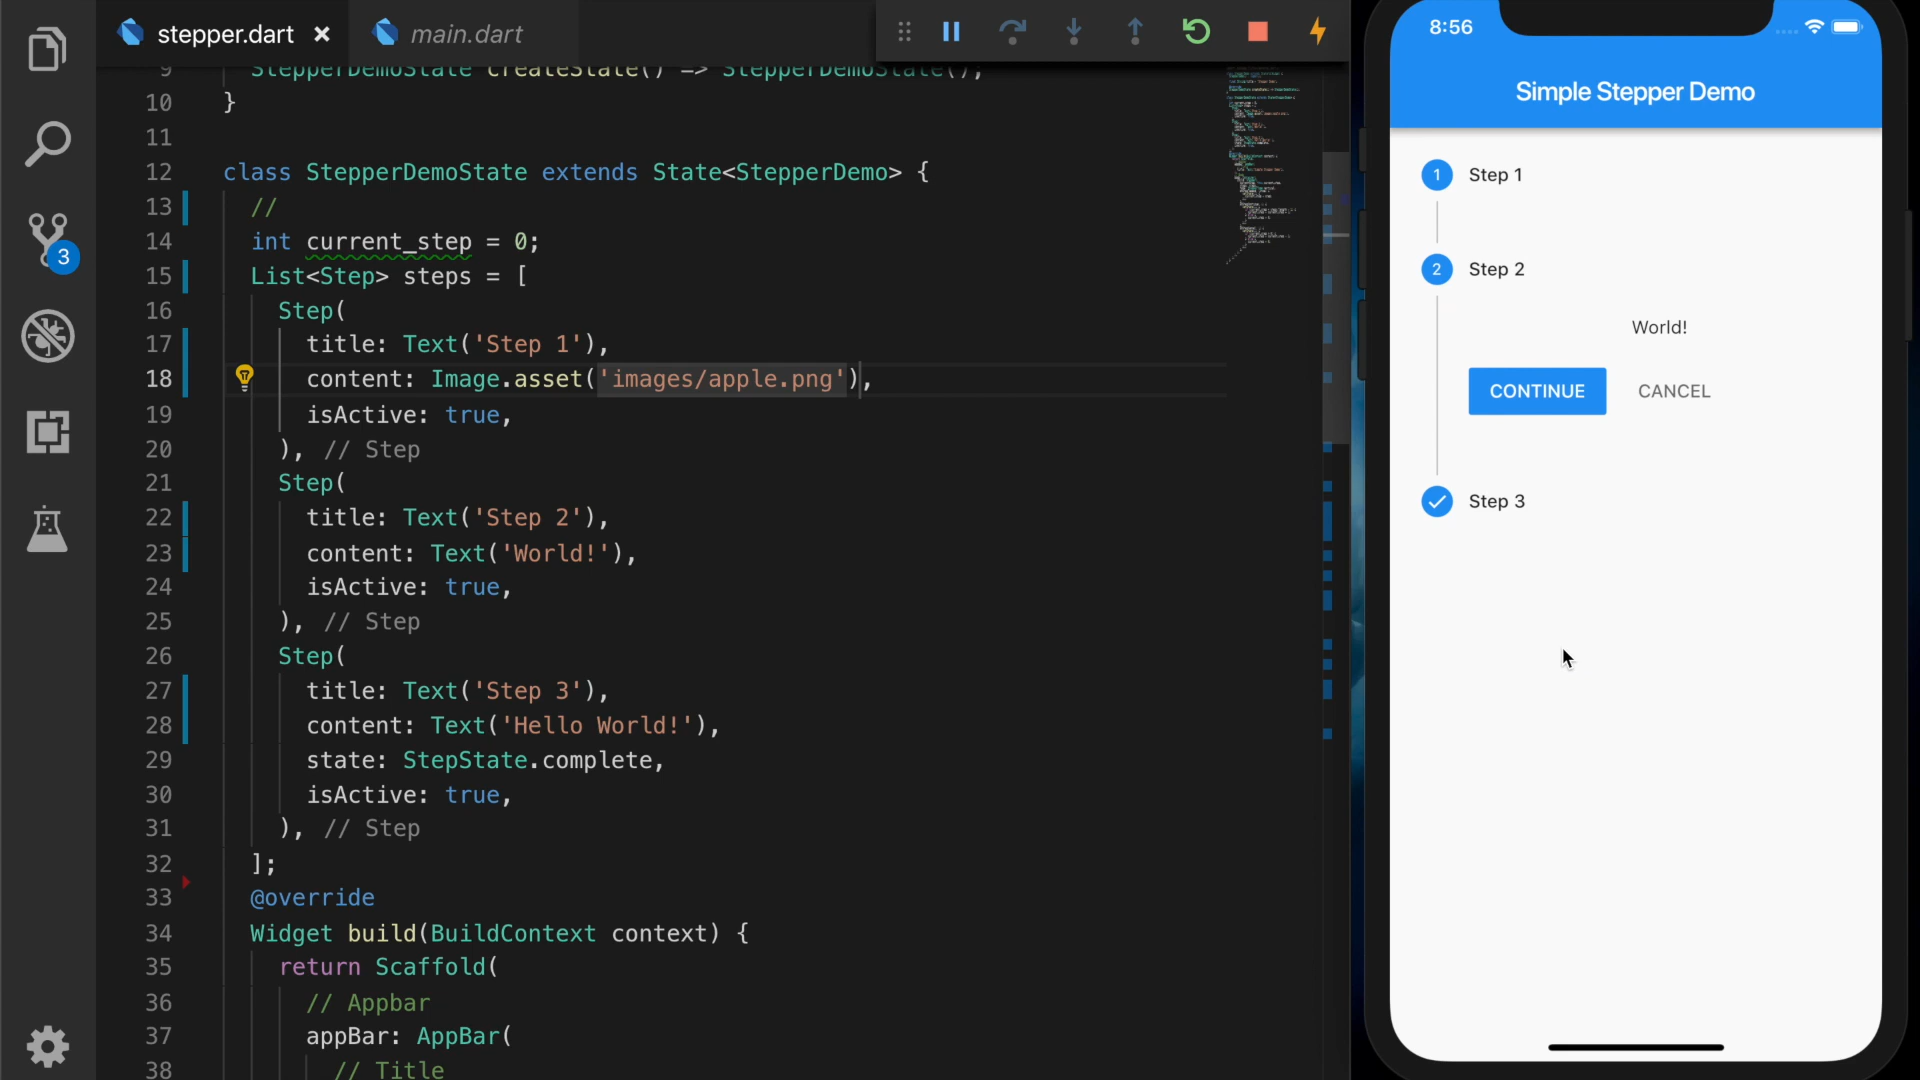 stepper.dart
main.dart
9 StepperDemoState createState() => StepperDemoState();
10 }
11
12 class StepperDemoState extends State<StepperDemo> {
13 //
14 int current_step = 0;
15 List<Step> steps = [
16 Step(
17 title: Text('Step 1'),
18 content: Image.asset('images/apple.png'),
19 isActive: true,
20 ), // Step
21 Step(
22 title: Text('Step 2'),
23 content: Text('World!'),
24 isActive: true,
25 ), // Step
26 Step(
27 title: Text('Step 3'),
28 content: Text('Hello World!'),
29 state: StepState.complete,
30 isActive: true,
31 ), // Step
32 ];
33 @override
34 Widget build(BuildContext context) {
35 return Scaffold(
36 // Appbar
37 appBar: AppBar(
38 // Title
3
8:56
Simple Stepper Demo
1 Step 1
2 Step 2
World!
CONTINUE CANCEL
Step 3